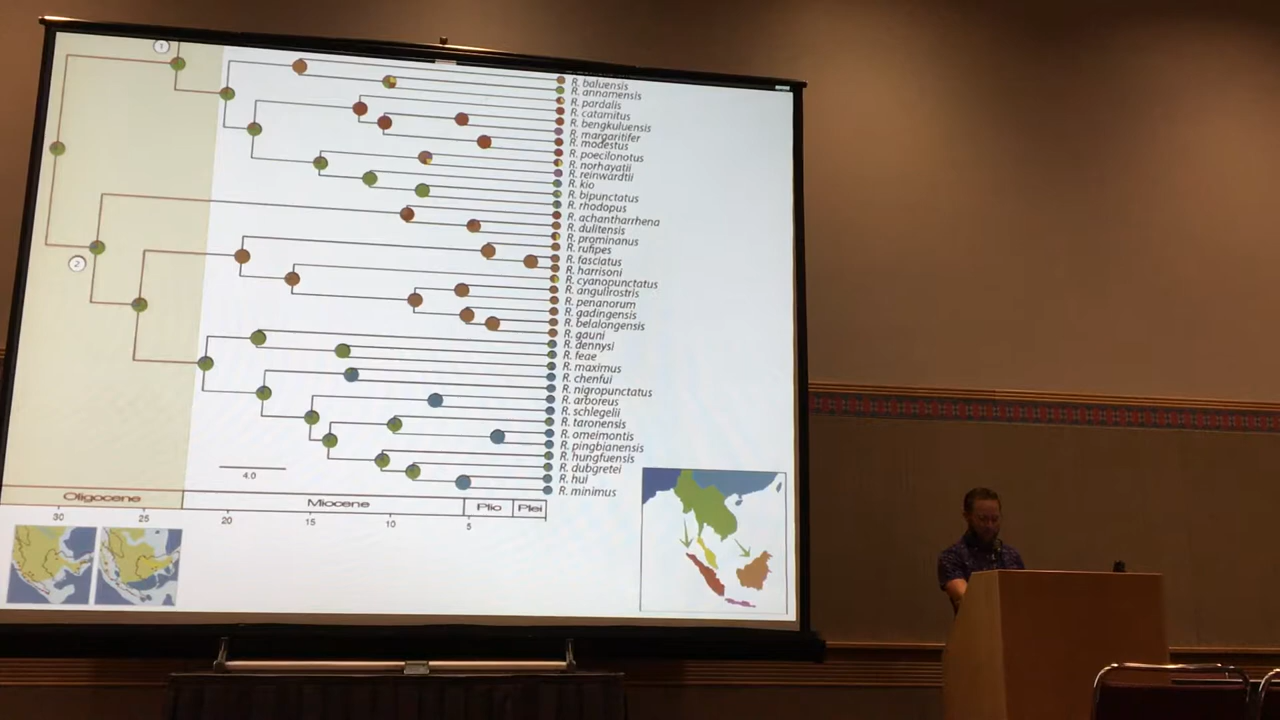 1
R. baluensis
R. annamensis
R. pardalis
R. catamitus
R. bengkuluensis
R. margaritifer
R. modestus
R. poecilonotus
R. norhayatii
R. reinwardtii
R. kio
R. bipunctatus
R. rhodopus
R. achantharrhena
R. dulitensis
R. prominanus
R. rufipes
R. fasciatus
R. harrisoni
R. cyanopunctatus
R. angulirostris
R. penanorum
R. gadingensis
R. belalongensis
R. gauni
R. dennysi
R. feae
R. maximus
R. chenfui
R. nigropunctatus
R. arboreus
R. schlegelii
R. taronensis
R. omeimontis
R. pingbianensis
R. hungfuensis
R. dubgretei
R. hui
R. minimus
2
4.0
Oligocene
Miocene
Plio
Plei
30
25
20
15
10
5